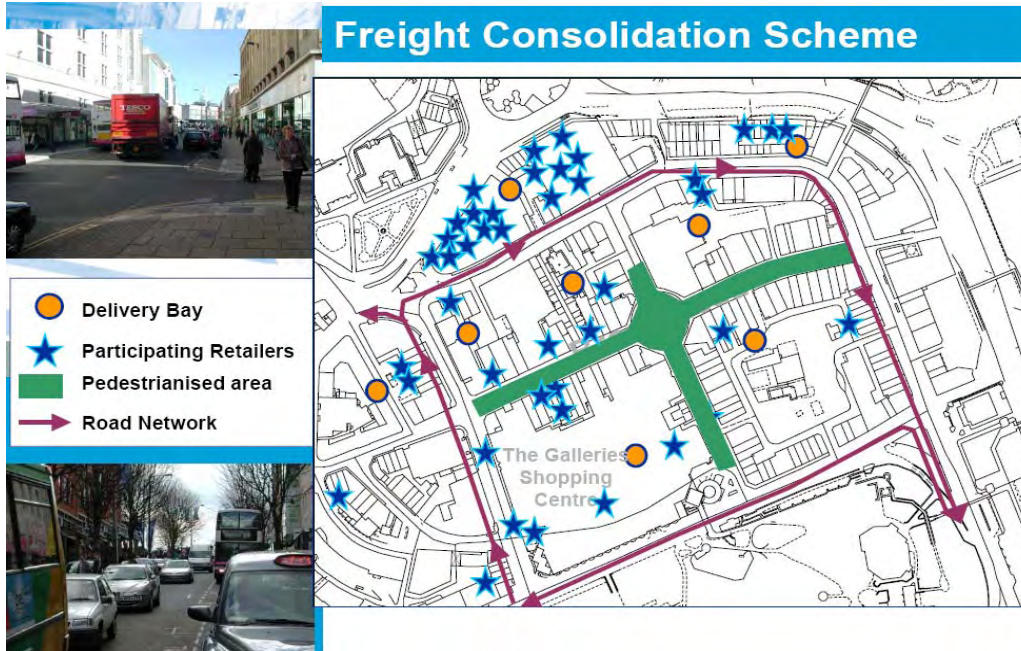 Freight Consolidation Scheme
TESCO
Delivery Bay
Participating Retailers
Pedestrianised area
Road Network
The Galleries
Shopping
Centre